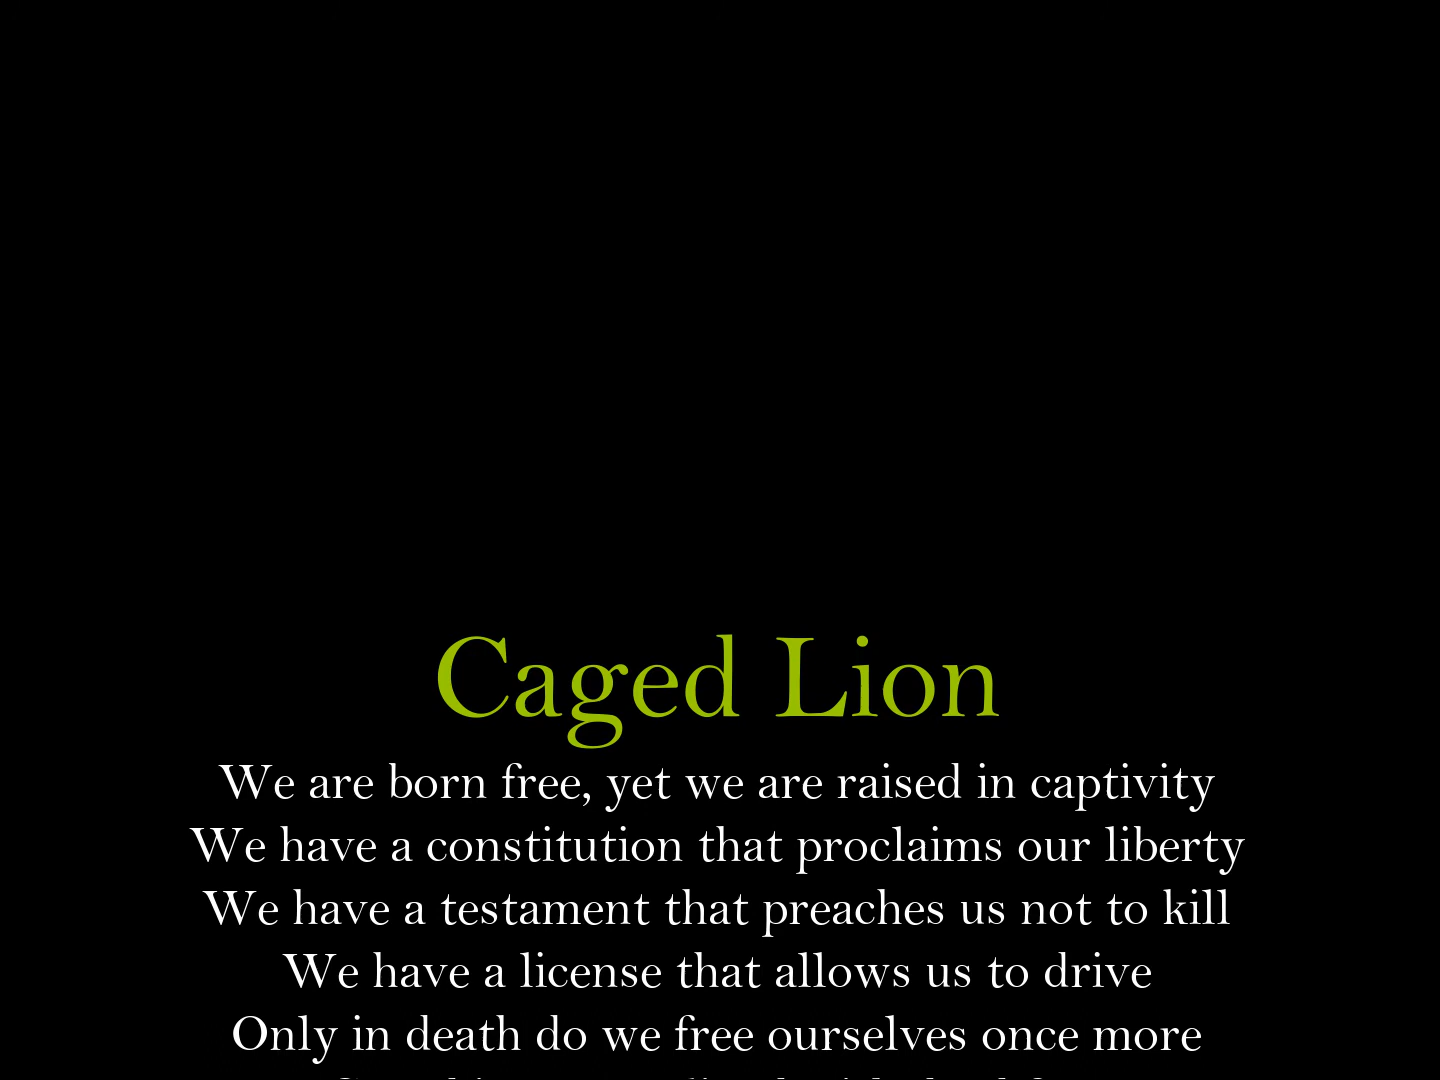 Caged Lion
We are born free, yet we are raised in captivity
We have a constitution that proclaims our liberty
We have a testament that preaches us not to kill
We have a license that allows us to drive
Only in death do we free ourselves once more